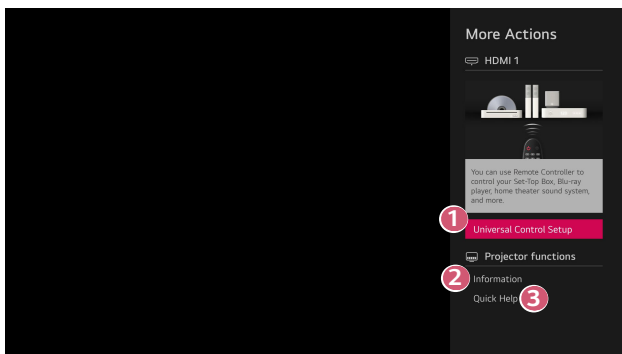 More Actions
HDMI 1
You can use Remote Controller to
control your Set-Top Box, Blu-ray
player, home theater sound system,
and more.
1
Universal Control Setup
Projector functions
2 Information
Quick Help 3